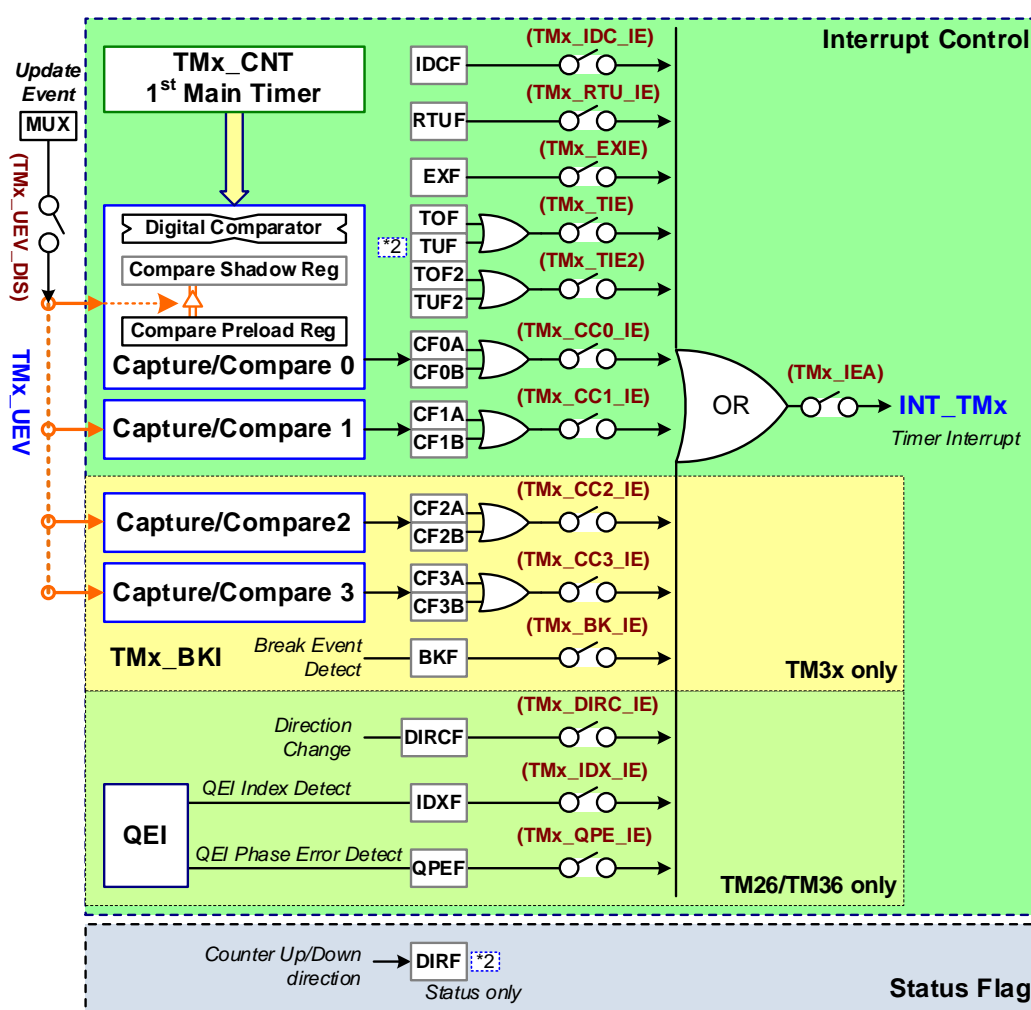 Interrupt Control
Update
Event
MUX
(TMx_UEV_DIS)
TMx_UEV
TMx_CNT
1st Main Timer
Digital Comparator
Compare Shadow Reg
Compare Preload Reg
Capture/Compare 0
Capture/Compare 1
Capture/Compare2
Capture/Compare 3
IDCF
(TMx_IDC_IE)
RTUF
(TMx_RTU_IE)
EXF
(TMx_EXIE)
*2
TOF
TUF
(TMx_TIE)
TOF2
TUF2
(TMx_TIE2)
CF0A
CF0B
(TMx_CC0_IE)
CF1A
CF1B
(TMx_CC1_IE)
OR
(TMx_IEA)
INT_TMx
Timer Interrupt
CF2A
CF2B
(TMx_CC2_IE)
CF3A
CF3B
(TMx_CC3_IE)
TMx_BKI
Break Event
Detect
BKF
(TMx_BK_IE)
TM3x only
Direction
Change
DIRCF
(TMx_DIRC_IE)
QEI
QEI Index Detect
IDXF
(TMx_IDX_IE)
QEI Phase Error Detect
QPEF
(TMx_QPE_IE)
TM26/TM36 only
Counter Up/Down
direction
DIRF
*2
Status only
Status Flag